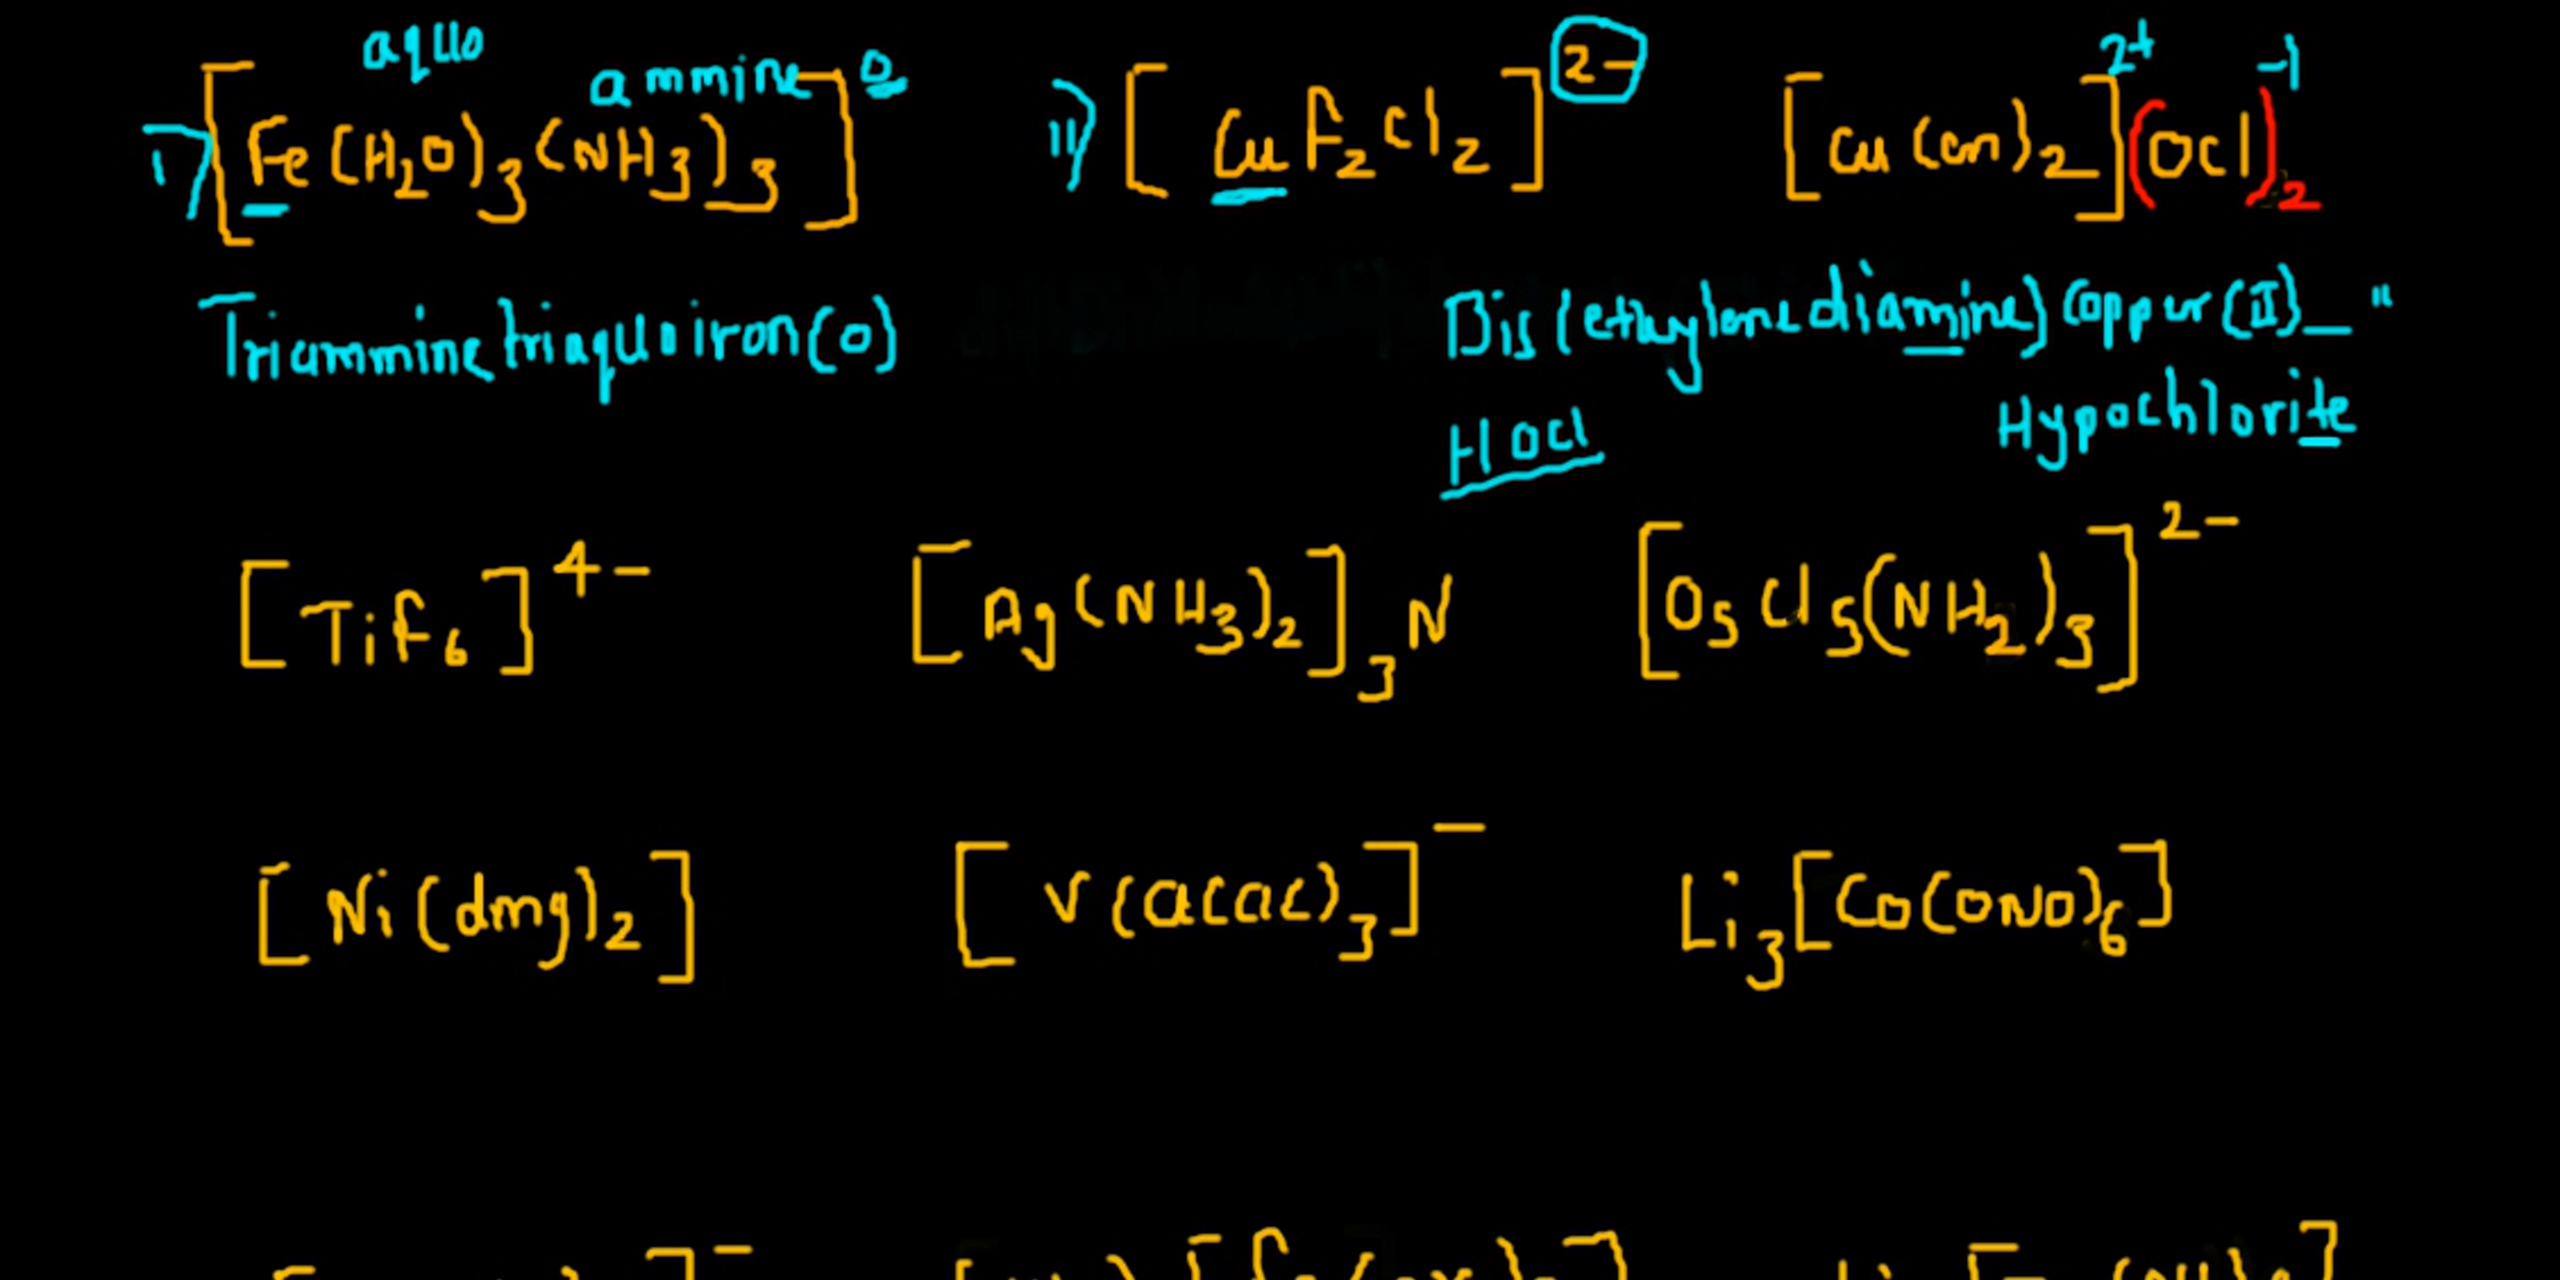 aquo ammine
i) [Fe(H₂O)₃(NH₃)₃]⁰ ii) [CuF₂Cl₂]²⁻ [Cu(en)₂]²⁺(OCl)₂⁻¹
Triamminetriaquoiron(0) Bis(ethylenediamine)Copper(II)_"
HOCl Hypochlorite
[TiF₆]⁴⁻ [Ag(NH₃)₂]₃N [OsCl₅(NH₂)₃]²⁻
[Ni(dmg)₂] [V(acac)₃]⁻ Li₃[Co(ONO)₆]